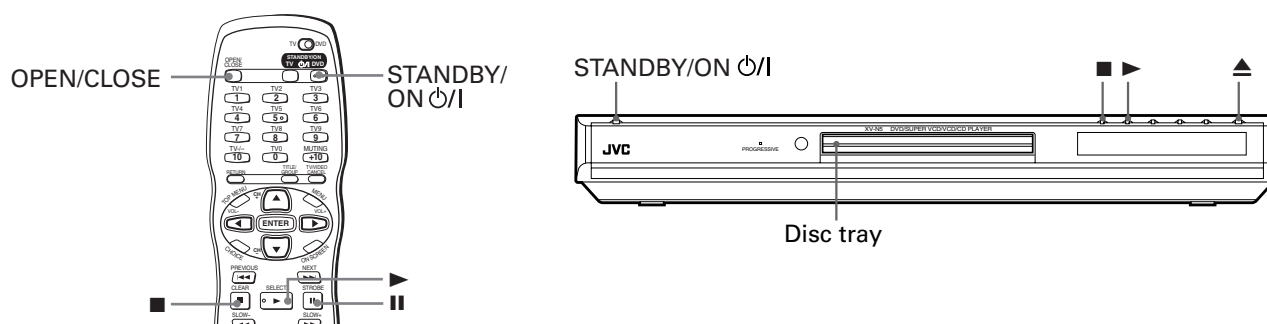 TV DVD
OPEN/
CLOSE
STANDBY/ON
TV ⏻/I DVD
OPEN/CLOSE
STANDBY/
ON ⏻/I
TV1 TV2 TV3
1 2 3
TV4 TV5 TV6
4 5 6
TV7 TV8 TV9
7 8 9
TV-/-- TV0 MUTING
10 0 +10
RETURN TITLE/GROUP TV/VIDEO CANCEL
TOP MENU CH+ MENU
VOL- ENTER VOL+
CHOICE CH- ON SCREEN
PREVIOUS NEXT
CLEAR SELECT STROBE
SLOW- SLOW+
STANDBY/ON ⏻/I
XV-N5 DVD/SUPER VCD/VCD/CD PLAYER
JVC
PROGRESSIVE
Disc tray